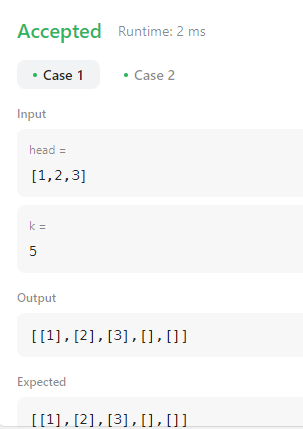 Accepted Runtime: 2 ms
• Case 1 • Case 2
Input
head =
[1,2,3]
k =
5
Output
[[1],[2],[3],[],[]]
Expected
[[1],[2],[3],[],[]]